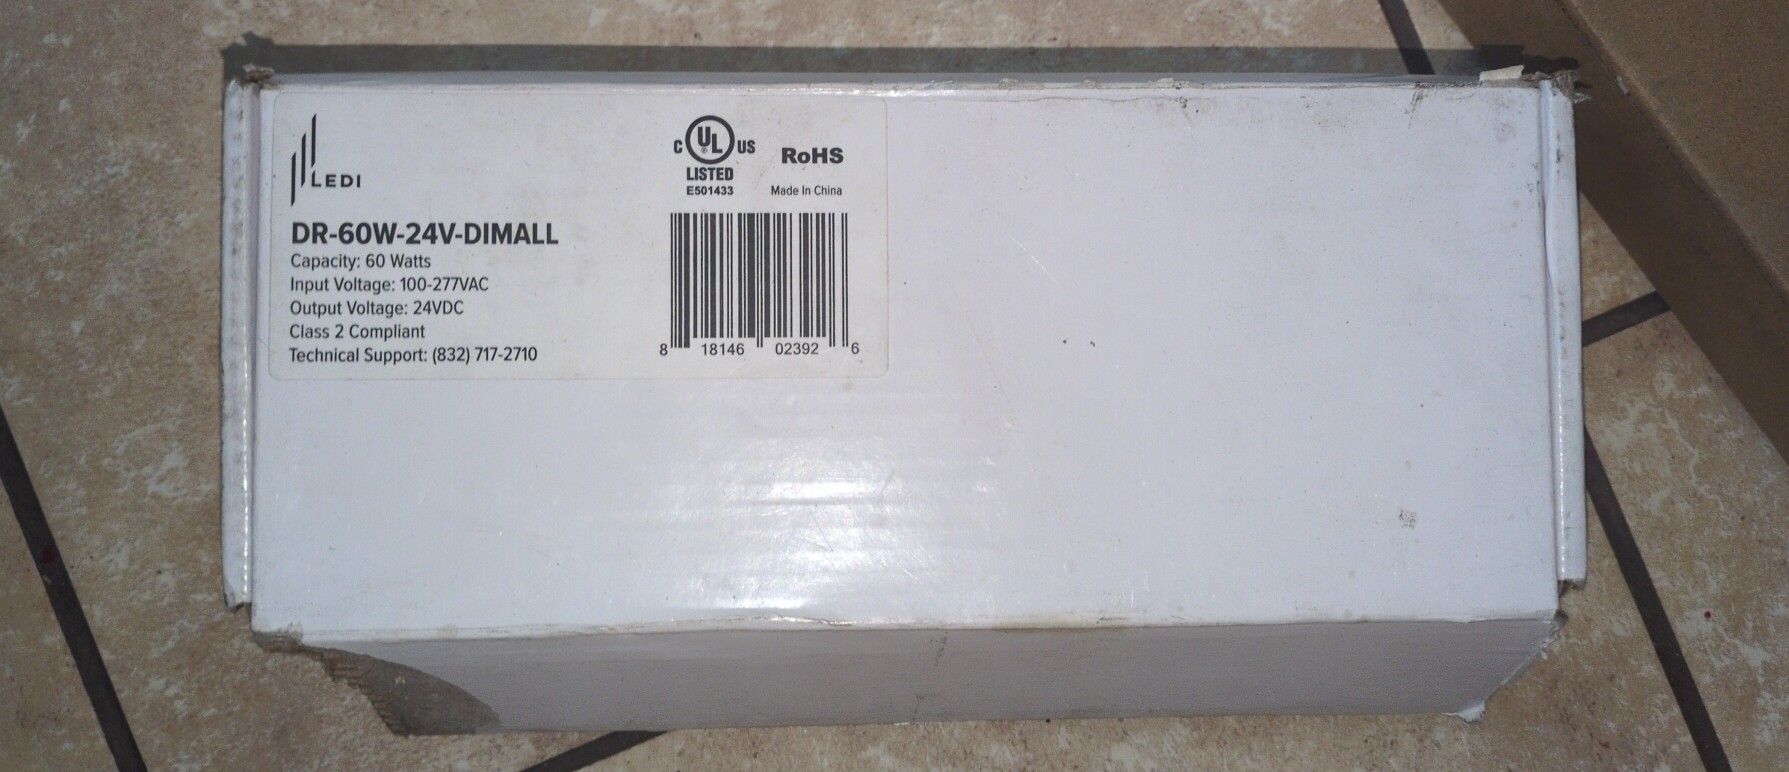 LEDI
DR-60W-24V-DIMALL
Capacity: 60 Watts
Input Voltage: 100-277VAC
Output Voltage: 24VDC
Class 2 Compliant
Technical Support: (832) 717-2710
C UL ® US
LISTED
E501433
RoHS
Made In China
8 18146 02392 6